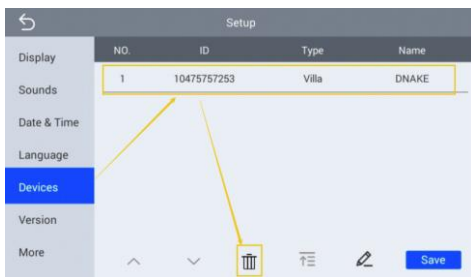 Setup
Display
Sounds
Date & Time
Language
Devices
Version
More
NO. ID Type Name
1 10475757253 Villa DNAKE
Save